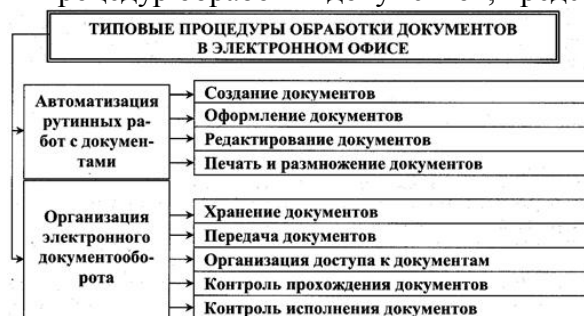 ТИПОВЫЕ ПРОЦЕДУРЫ ОБРАБОТКИ ДОКУМЕНТОВ
В ЭЛЕКТРОННОМ ОФИСЕ
Автоматизация
рутинных ра-
бот с докумен-
тами
Создание документов
Оформление документов
Редактирование документов
Печать и размножение документов
Организация
электронного
документообо-
рота
Хранение документов
Передача документов
Организация доступа к документам
Контроль прохождения документов
Контроль исполнения документов